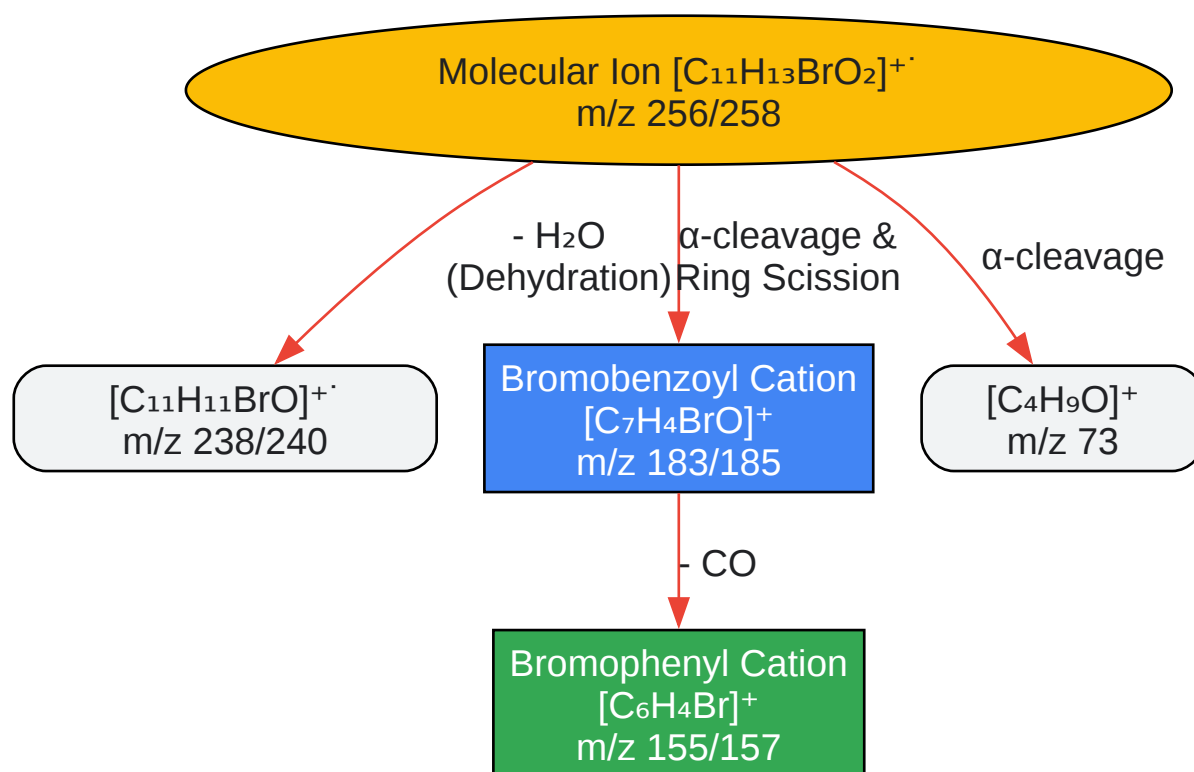 Molecular Ion [C₁₁H₁₃BrO₂]⁺˙
m/z 256/258
- H₂O
(Dehydration)
α-cleavage &
Ring Scission
α-cleavage
[C₁₁H₁₁BrO]⁺˙
m/z 238/240
Bromobenzoyl Cation
[C₇H₄BrO]⁺
m/z 183/185
[C₄H₉O]⁺
m/z 73
- CO
Bromophenyl Cation
[C₆H₄Br]⁺
m/z 155/157